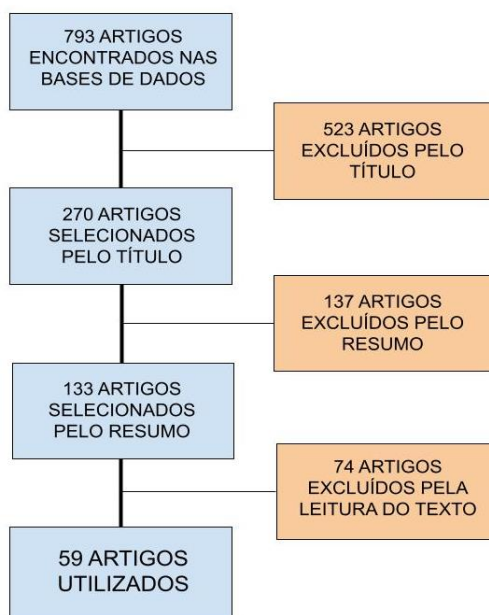 793 ARTIGOS
ENCONTRADOS NAS
BASES DE DADOS
523 ARTIGOS
EXCLUÍDOS PELO
TÍTULO
270 ARTIGOS
SELECIONADOS
PELO TÍTULO
137 ARTIGOS
EXCLUÍDOS PELO
RESUMO
133 ARTIGOS
SELECIONADOS
PELO RESUMO
74 ARTIGOS
EXCLUÍDOS PELA
LEITURA DO TEXTO
59 ARTIGOS
UTILIZADOS